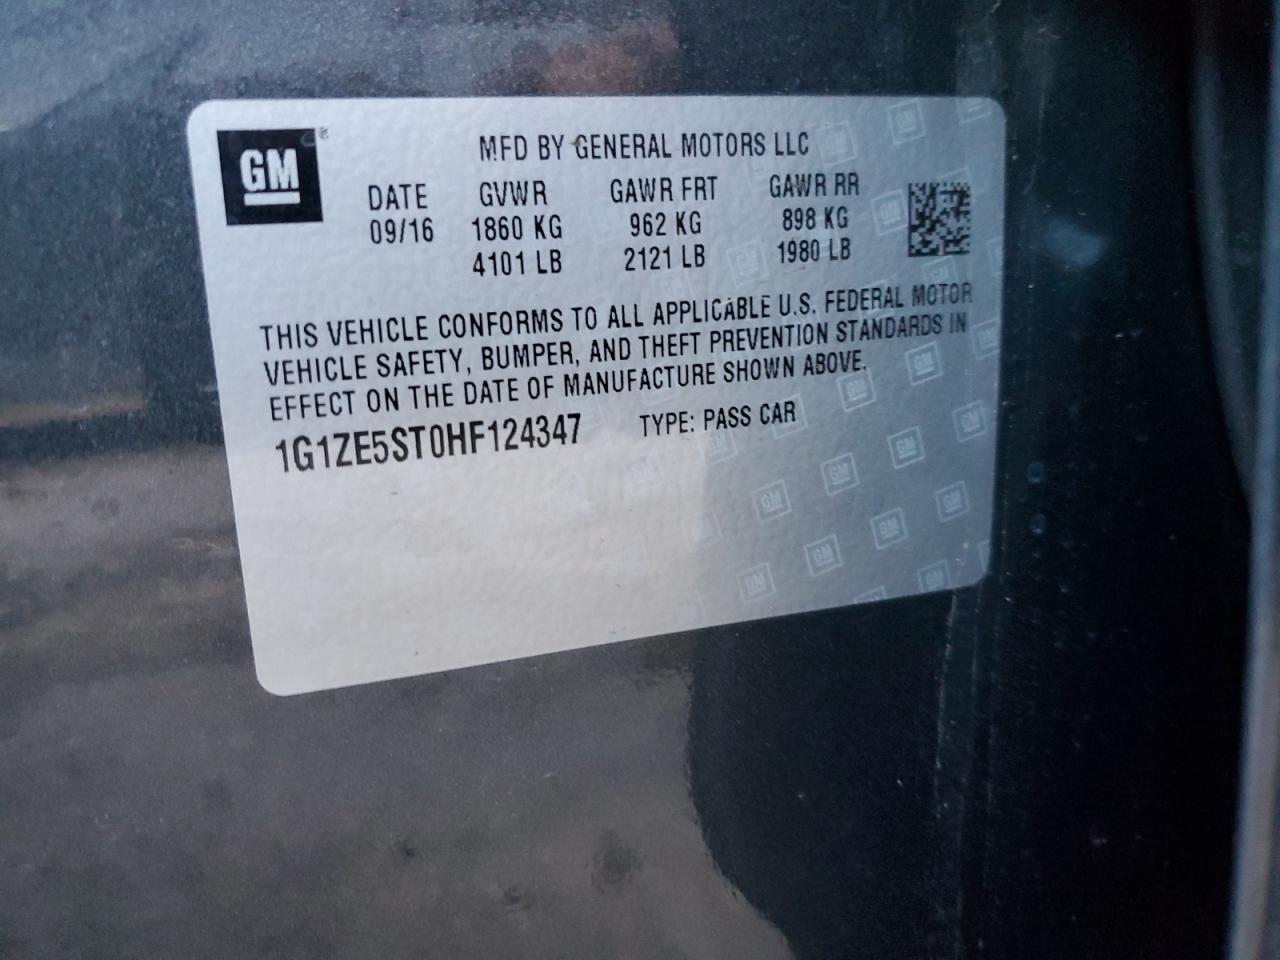 GM ®
MFD BY GENERAL MOTORS LLC
DATE GVWR GAWR FRT GAWR RR
09/16 1860 KG 962 KG 898 KG
4101 LB 2121 LB 1980 LB
THIS VEHICLE CONFORMS TO ALL APPLICABLE U.S. FEDERAL MOTOR
VEHICLE SAFETY, BUMPER, AND THEFT PREVENTION STANDARDS IN
EFFECT ON THE DATE OF MANUFACTURE SHOWN ABOVE.
1G1ZE5ST0HF124347 TYPE: PASS CAR